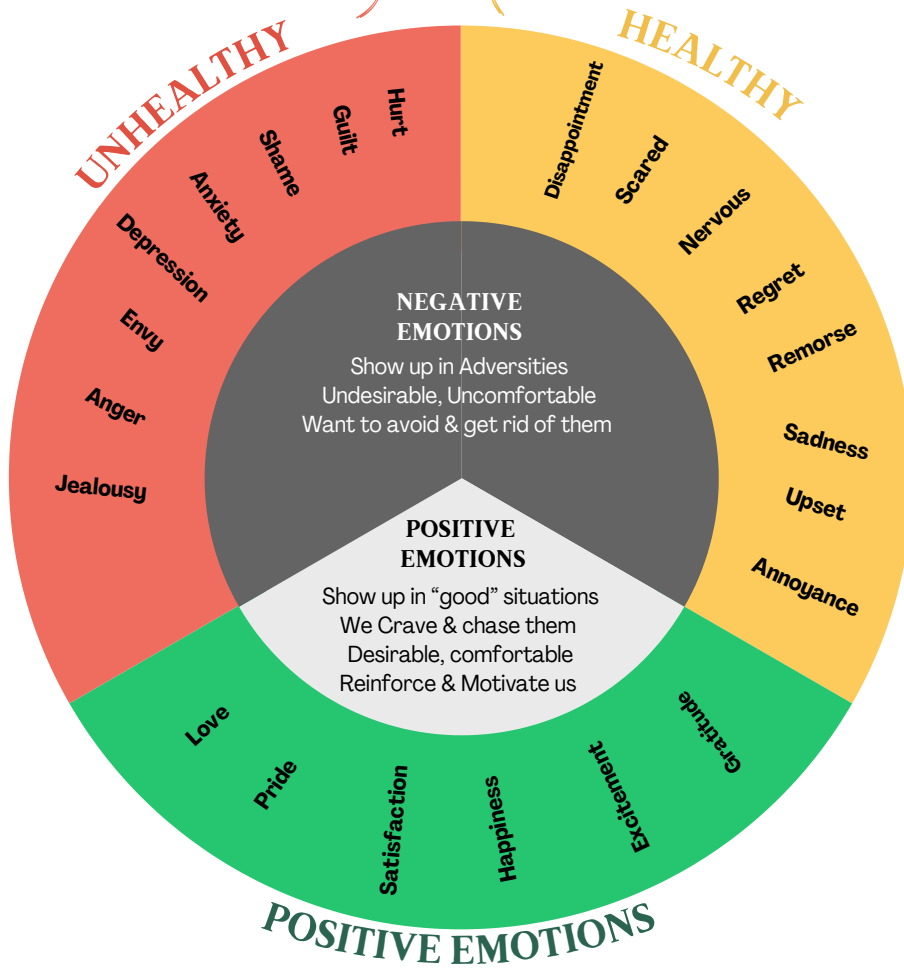 UNHEALTHY
HEALTHY
Hurt
Guilt
Shame
Anxiety
Depression
Envy
Anger
Jealousy
Disappointment
Scared
Nervous
Regret
Remorse
Sadness
Upset
Annoyance
NEGATIVE
EMOTIONS
Show up in Adversities
Undesirable, Uncomfortable
Want to avoid & get rid of them
POSITIVE
EMOTIONS
Show up in “good” situations
We Crave & chase them
Desirable, comfortable
Reinforce & Motivate us
Love
Pride
Satisfaction
Happiness
Excitement
Gratitude
POSITIVE EMOTIONS